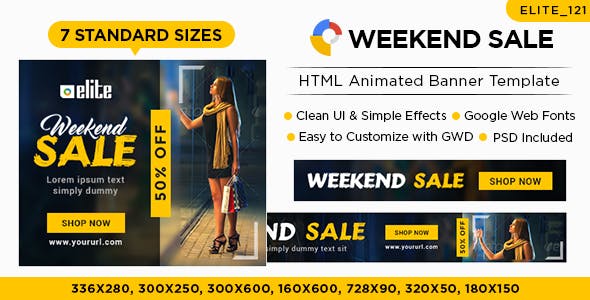 ELITE_121
7 STANDARD SIZES
elite
Weekend
SALE
Lorem ipsum text
simply dummy
50% OFF
SHOP NOW
www.yoururl.com
WEEKEND SALE
HTML Animated Banner Template
Clean UI & Simple Effects
Google Web Fonts
Easy to Customize with GWD
PSD Included
WEEKEND SALE
SHOP NOW
END SALE
simply dummy text sit
SHOP NOW
50% OFF
336X280, 300X250, 300X600, 160X600, 728X90, 320X50, 180X150